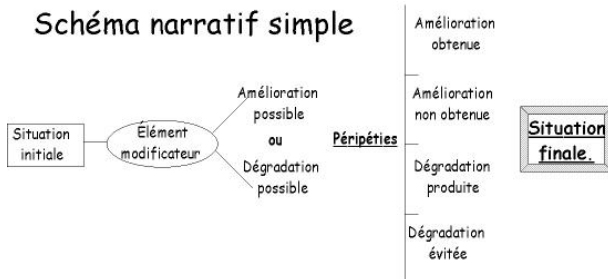 Schéma narratif simple
Situation
initiale
Élément
modificateur
Amélioration
possible
ou
Dégradation
possible
Péripéties
Amélioration
obtenue
Amélioration
non obtenue
Dégradation
produite
Dégradation
évitée
Situation
finale.